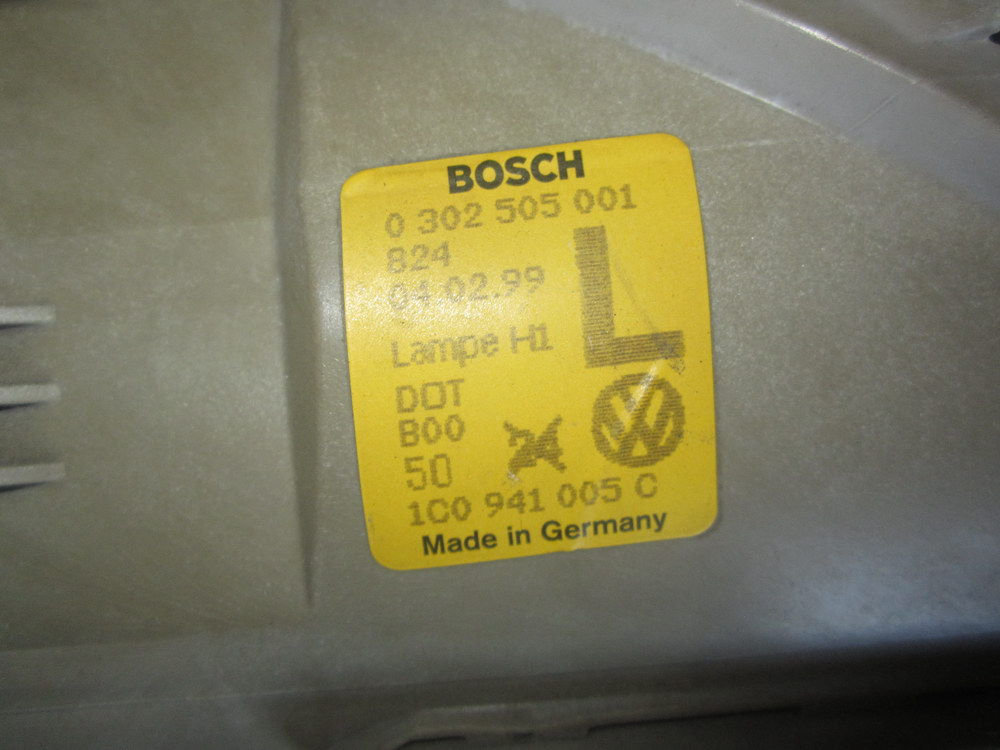 BOSCH
0 302 505 001
824
04.02.99
L
Lampe H1
DOT
B00
50
1C0 941 005 C
Made in Germany